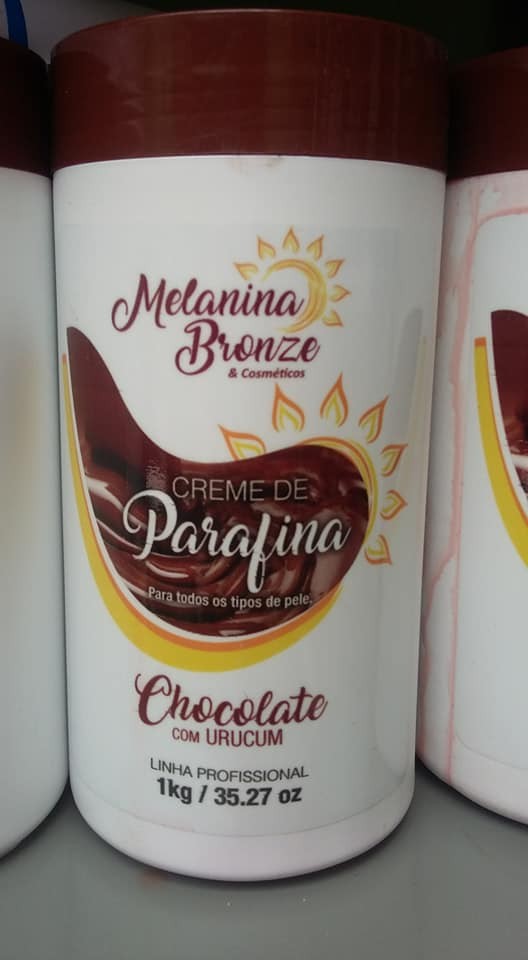 Melanina
Bronze
& Cosméticos
CREME DE
Parafina
Para todos os tipos de pele.
Chocolate
COM URUCUM
LINHA PROFISSIONAL
1kg / 35.27 oz